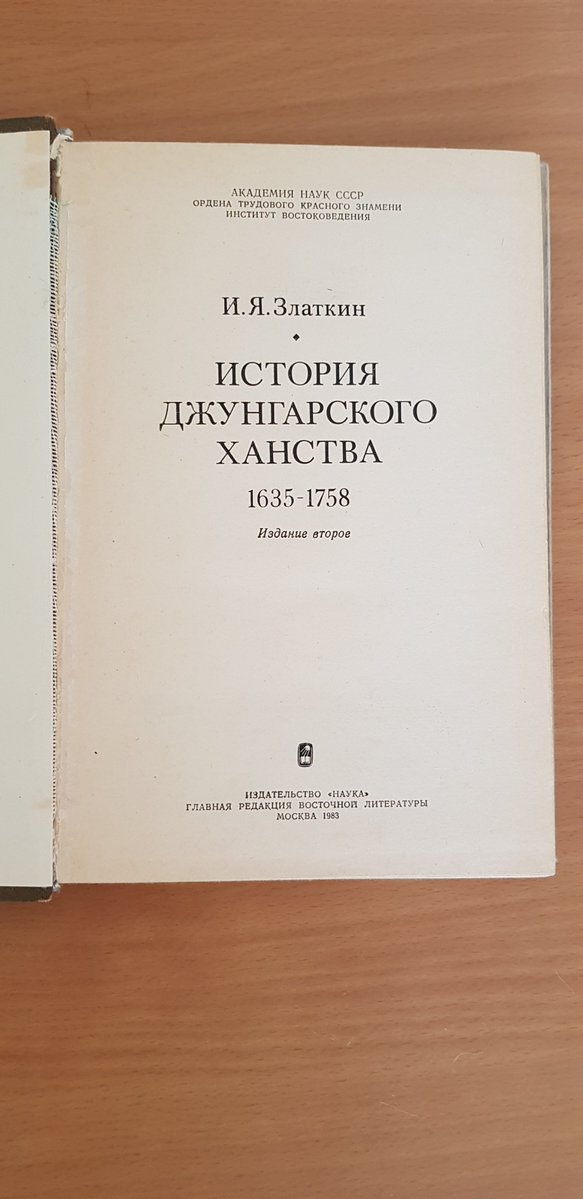 АКАДЕМИЯ НАУК СССР
ОРДЕНА ТРУДОВОГО КРАСНОГО ЗНАМЕНИ
ИНСТИТУТ ВОСТОКОВЕДЕНИЯ
И.Я.Златкин
ИСТОРИЯ
ДЖУНГАРСКОГО
ХАНСТВА
1635-1758
Издание второе
ИЗДАТЕЛЬСТВО «НАУКА»
ГЛАВНАЯ РЕДАКЦИЯ ВОСТОЧНОЙ ЛИТЕРАТУРЫ
МОСКВА 1983